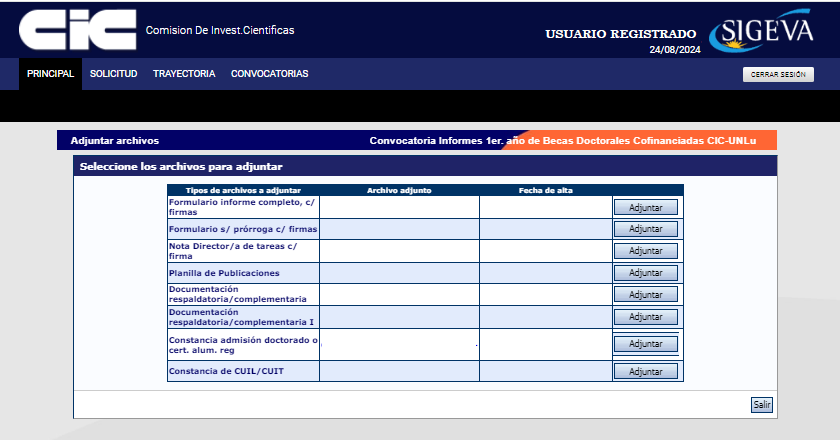 CIC
Comision De Invest.Cientificas
USUARIO REGISTRADO
24/08/2024
SIGEVA
PRINCIPAL SOLICITUD TRAYECTORIA CONVOCATORIAS
CERRAR SESIÓN
Adjuntar archivos
Convocatoria Informes 1er. año de Becas Doctorales Cofinanciadas CIC-UNLu
Seleccione los archivos para adjuntar
Tipos de archivos a adjuntar Archivo adjunto Fecha de alta
Formulario informe completo, c/
firmas
Adjuntar
Formulario s/ prórroga c/ firmas Adjuntar
Nota Director/a de tareas c/
firma
Adjuntar
Planilla de Publicaciones Adjuntar
Documentación
respaldatoria/complementaria
Adjuntar
Documentación
respaldatoria/complementaria I
Adjuntar
Constancia admisión doctorado o
cert. alum. reg
Adjuntar
Constancia de CUIL/CUIT Adjuntar
Salir